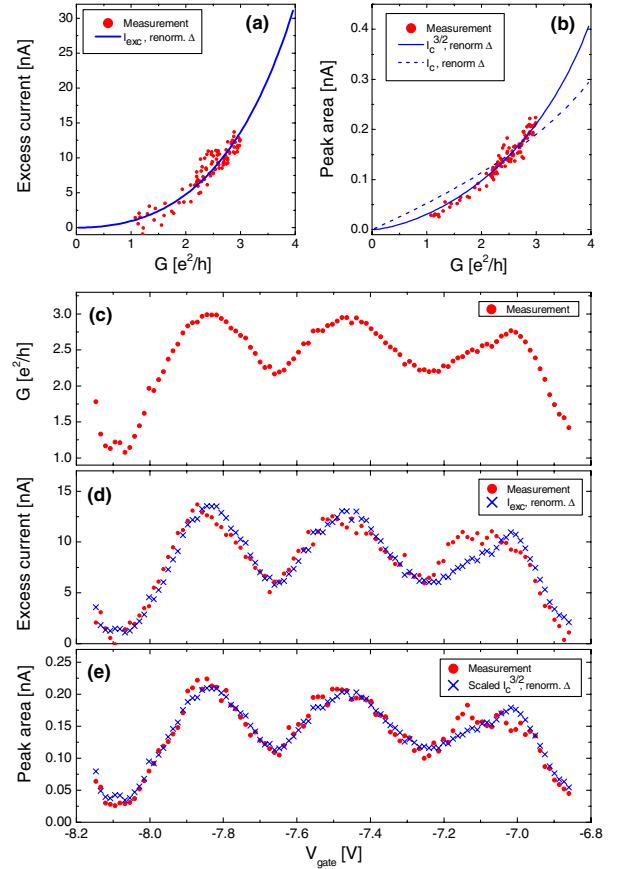 (a)
Measurement
I_exc, renorm. Δ
Excess current [nA]
30
25
20
15
10
5
0
0 1 2 3 4
G [e²/h]
(b)
Measurement
I_c^3/2, renorm Δ
I_c, renorm Δ
Peak area [nA]
0.4
0.2
0.0
0 1 2 3 4
G [e²/h]
(c)
Measurement
G [e²/h]
3.0
2.5
2.0
1.5
1.0
(d)
Measurement
I_exc, renorm. Δ
Excess current [nA]
15
10
5
0
(e)
Measurement
Scaled I_c^3/2, renorm. Δ
Peak area [nA]
0.25
0.20
0.15
0.10
0.05
0.00
-8.2 -8.0 -7.8 -7.6 -7.4 -7.2 -7.0 -6.8
V_gate [V]